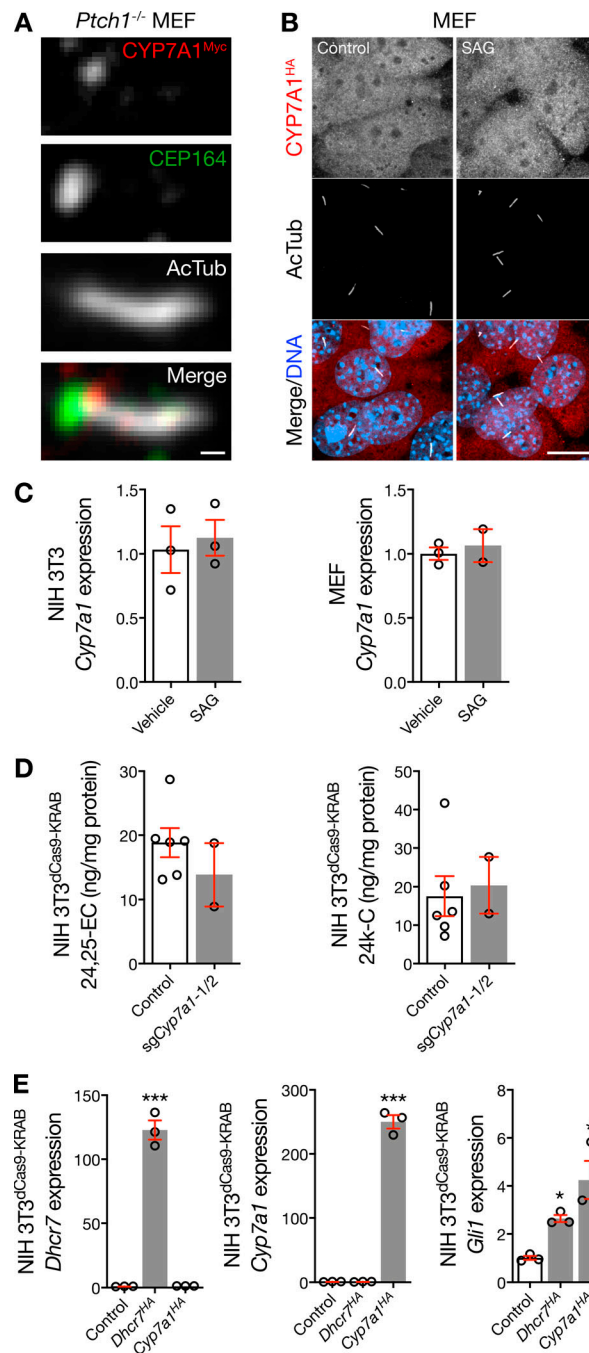 A
Ptch1-/- MEF
CYP7A1Myc
CEP164
AcTub
Merge
B
MEF
Control
SAG
CYP7A1HA
AcTub
Merge/DNA
C
NIH 3T3
Cyp7a1 expression
1.5
1.0
0.5
0.0
Vehicle
SAG
MEF
Cyp7a1 expression
1.5
1.0
0.5
0.0
Vehicle
SAG
D
NIH 3T3dCas9-KRAB
24,25-EC (ng/mg protein)
30
20
10
0
Control
sgCyp7a1-1/2
NIH 3T3dCas9-KRAB
24k-C (ng/mg protein)
50
40
30
20
10
0
Control
sgCyp7a1-1/2
E
NIH 3T3dCas9-KRAB
Dhcr7 expression
150
100
50
0
***
Control
Dhcr7HA
Cyp7a1HA
NIH 3T3dCas9-KRAB
Cyp7a1 expression
300
200
100
0
***
Control
Dhcr7HA
Cyp7a1HA
NIH 3T3dCas9-KRAB
Gli1 expression
8
6
4
2
0
*
Control
Dhcr7HA
Cyp7a1HA